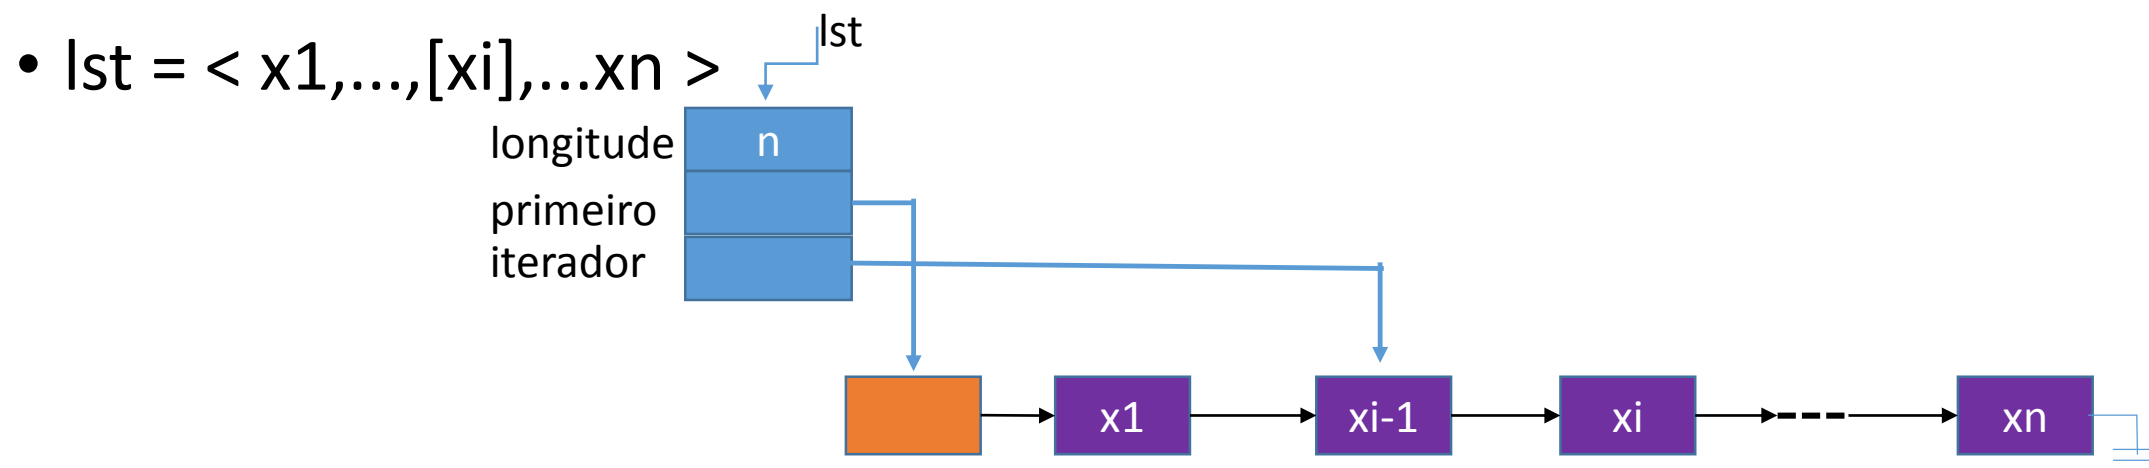 lst
• lst = < x1,...,[xi],...xn >
longitude n
primeiro
iterador
x1 xi-1 xi xn